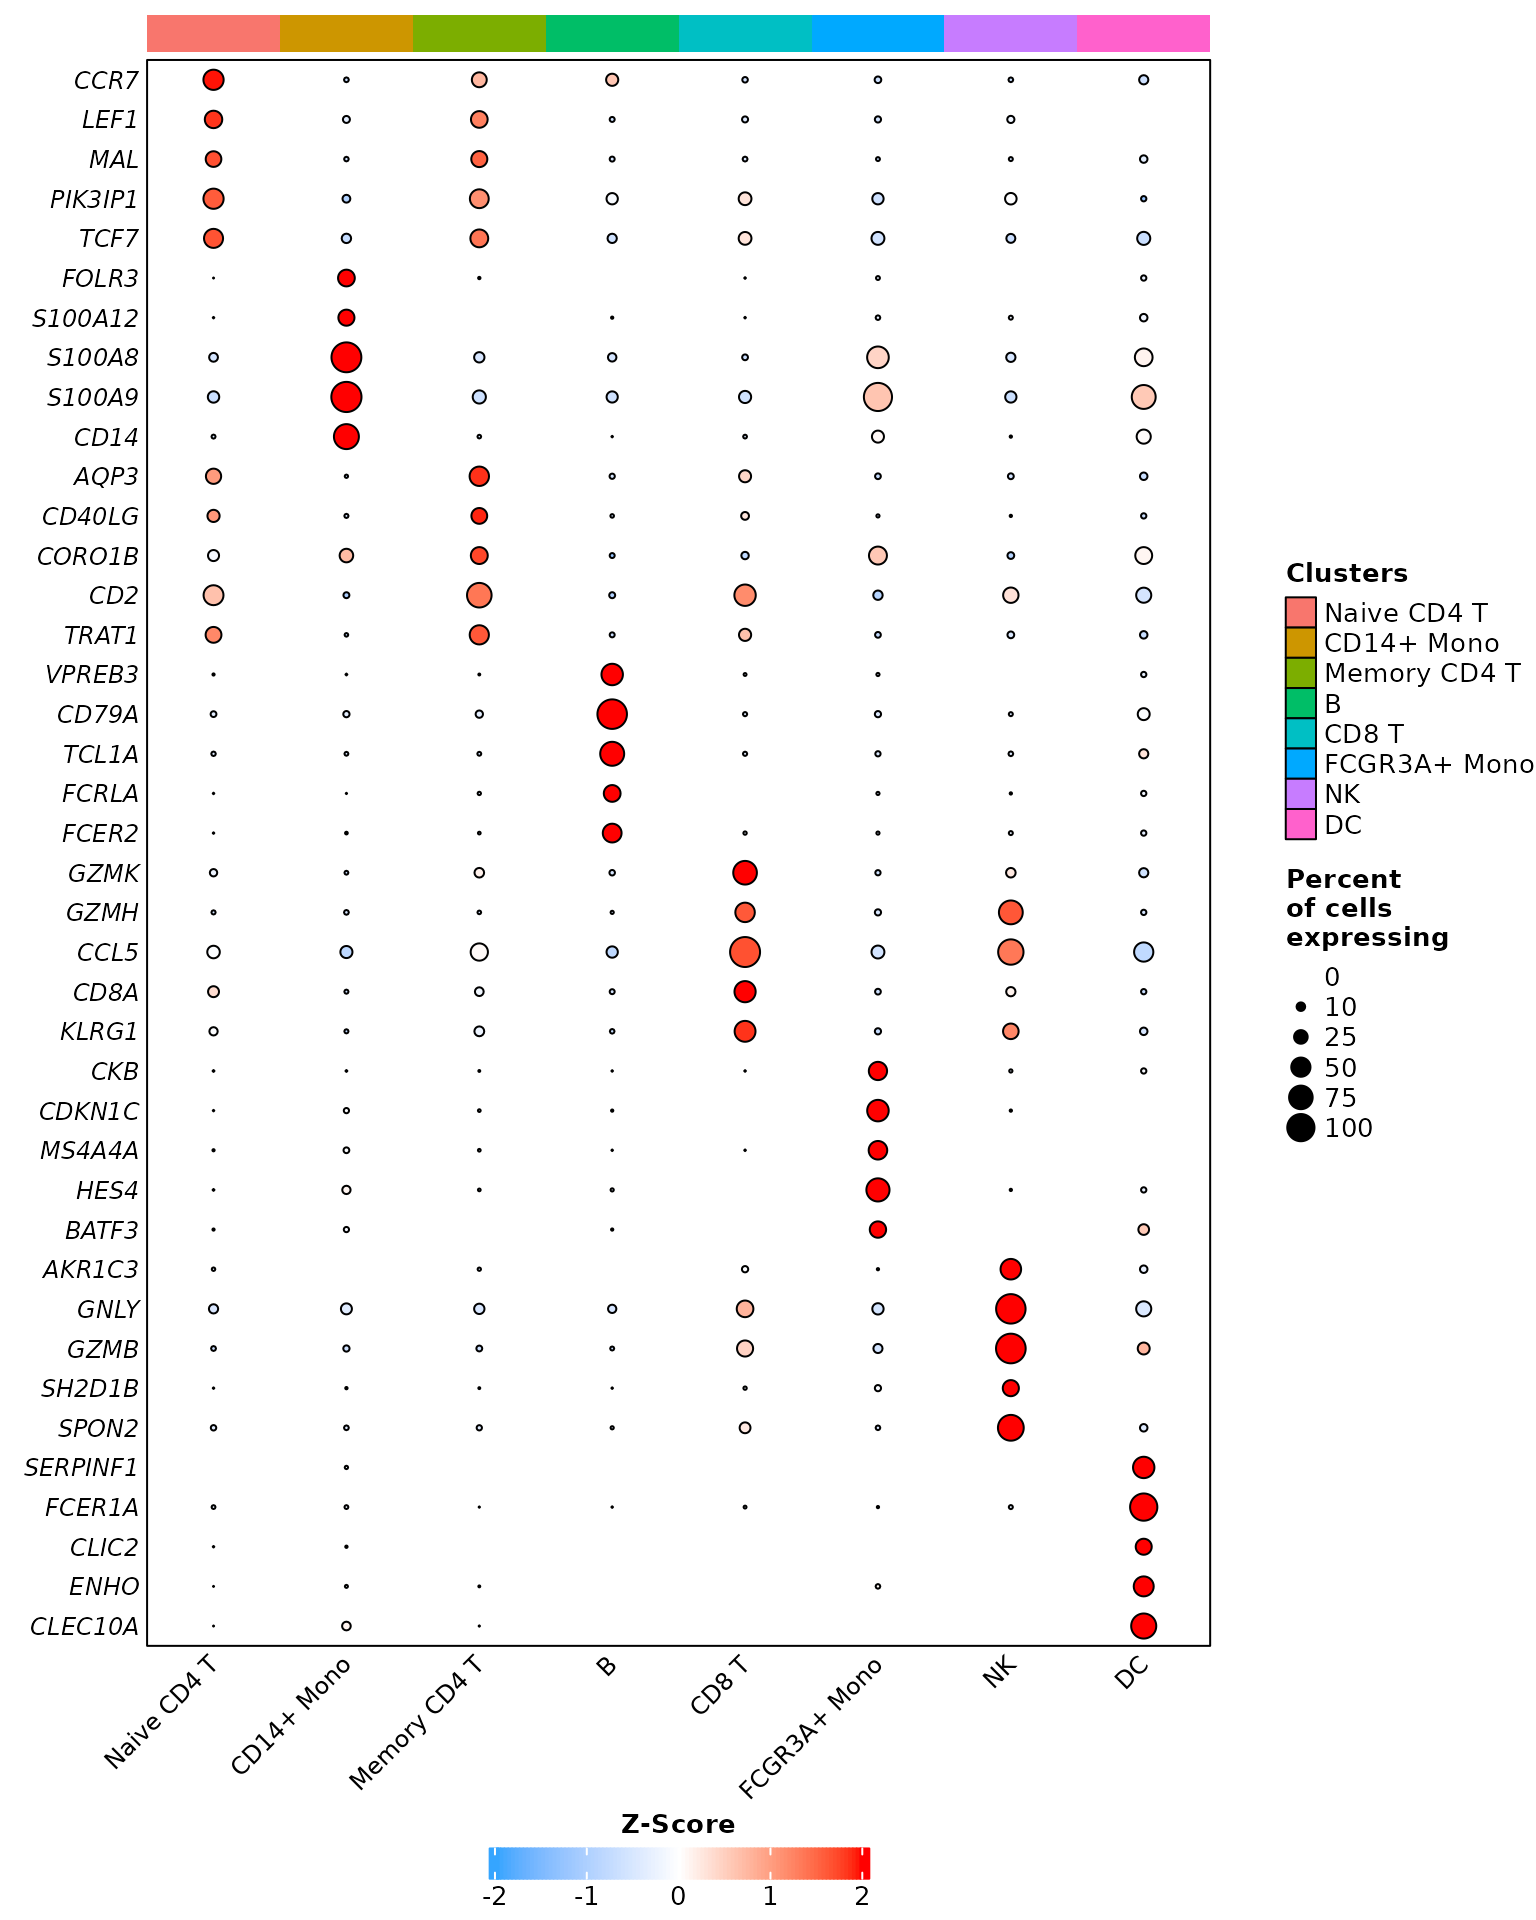 CCR7
LEF1
MAL
PIK3IP1
TCF7
FOLR3
S100A12
S100A8
S100A9
CD14
AQP3
CD40LG
CORO1B
CD2
TRAT1
VPREB3
CD79A
TCL1A
FCRLA
FCER2
GZMK
GZMH
CCL5
CD8A
KLRG1
CKB
CDKN1C
MS4A4A
HES4
BATF3
AKR1C3
GNLY
GZMB
SH2D1B
SPON2
SERPINF1
FCER1A
CLIC2
ENHO
CLEC10A
Naive CD4 T
CD14+ Mono
Memory CD4 T
B
CD8 T
FCGR3A+ Mono
NK
DC
Clusters
Naive CD4 T
CD14+ Mono
Memory CD4 T
B
CD8 T
FCGR3A+ Mono
NK
DC
Percent
of cells
expressing
0
10
25
50
75
100
Z-Score
-2 -1 0 1 2